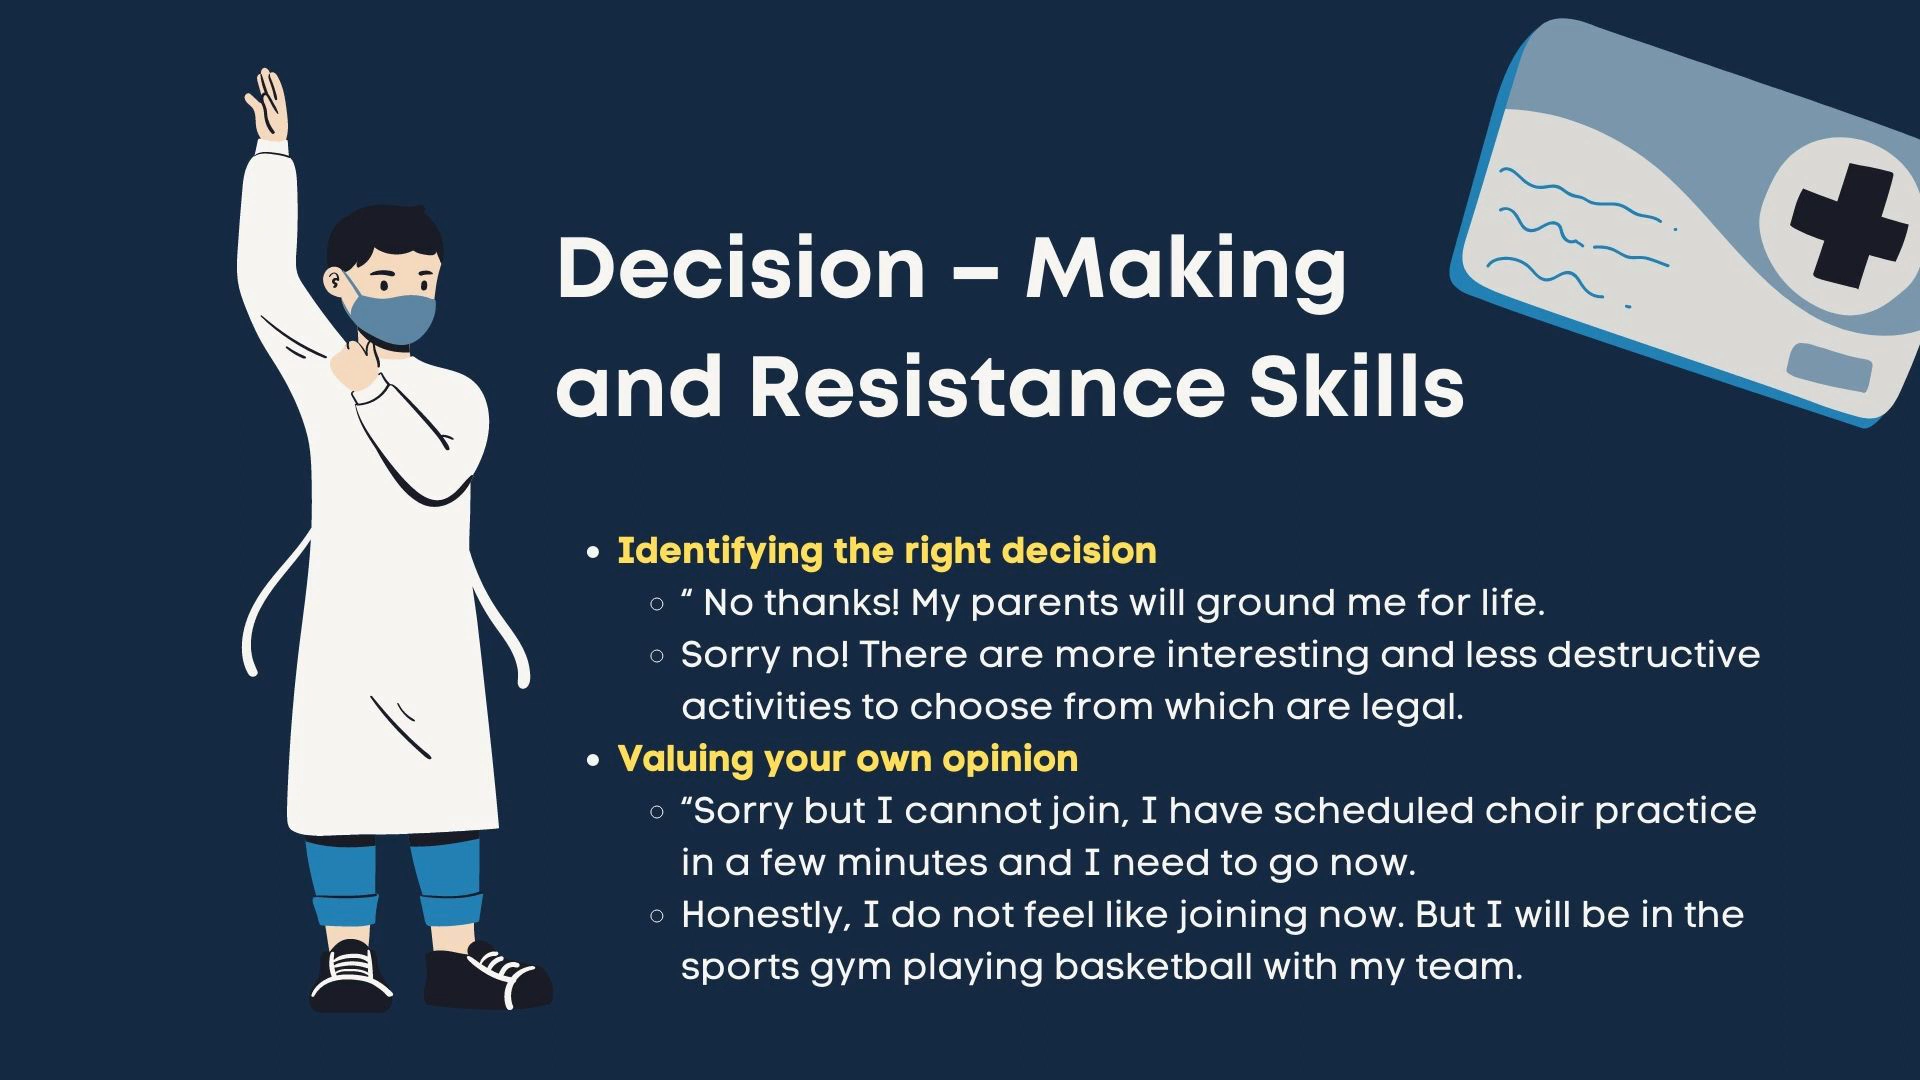 Decision – Making
and Resistance Skills
• Identifying the right decision
○ “ No thanks! My parents will ground me for life.
○ Sorry no! There are more interesting and less destructive
activities to choose from which are legal.
• Valuing your own opinion
○ “Sorry but I cannot join, I have scheduled choir practice
in a few minutes and I need to go now.
○ Honestly, I do not feel like joining now. But I will be in the
sports gym playing basketball with my team.